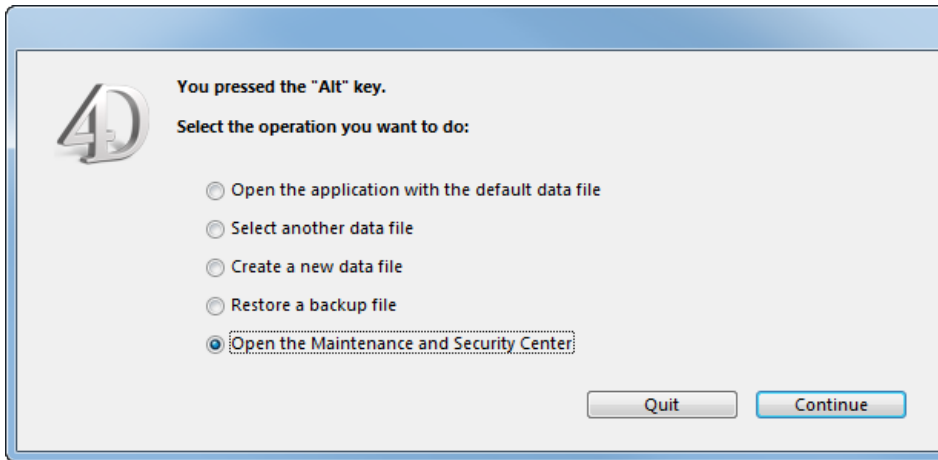 4D
You pressed the "Alt" key.
Select the operation you want to do:
Open the application with the default data file
Select another data file
Create a new data file
Restore a backup file
Open the Maintenance and Security Center
Quit
Continue